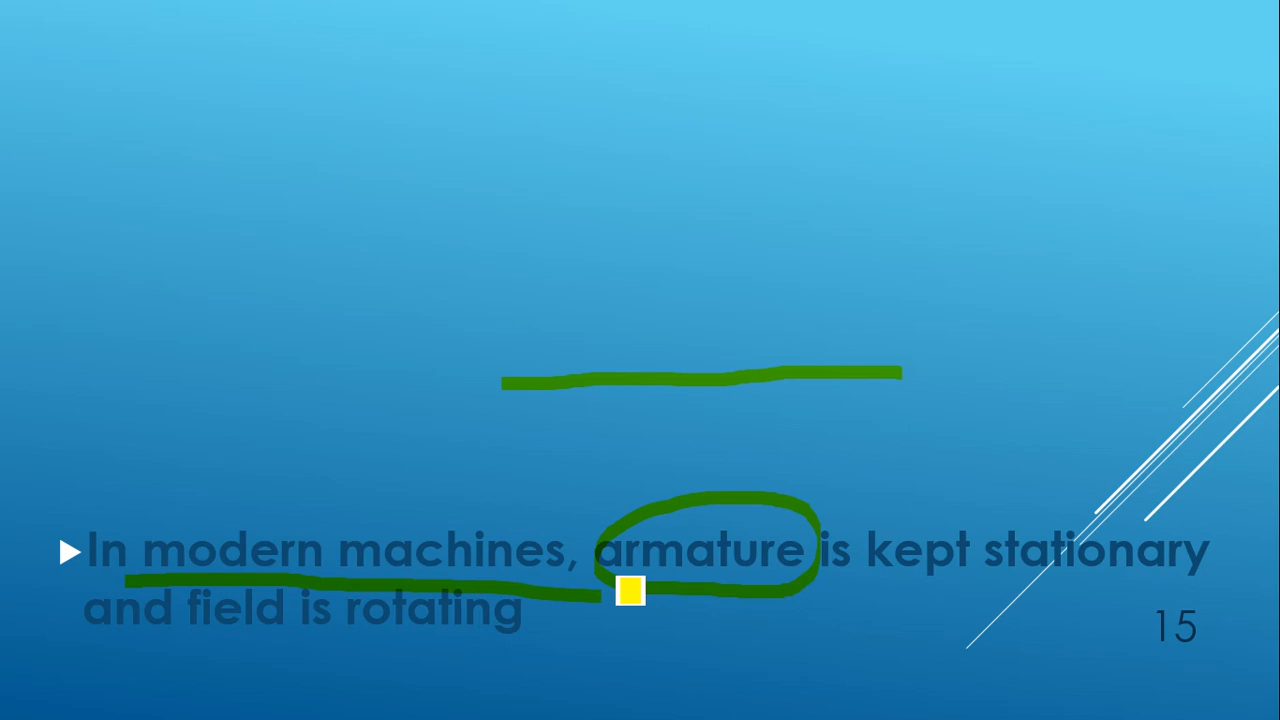 In modern machines, armature is kept stationary
and field is rotating
15